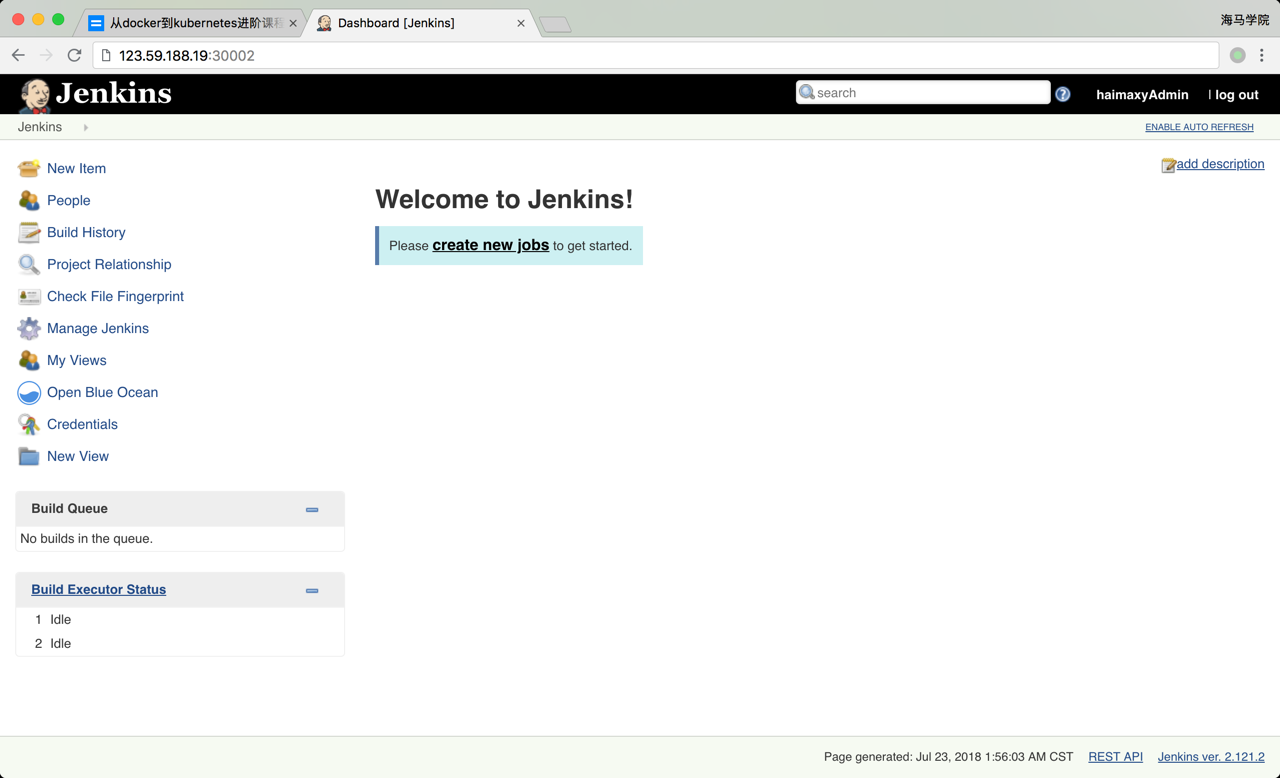 从docker到kubernetes进阶课程
Dashboard [Jenkins]
海马学院
123.59.188.19:30002
Jenkins
search
haimaxyAdmin
| log out
Jenkins
ENABLE AUTO REFRESH
New Item
add description
People
Welcome to Jenkins!
Build History
Please create new jobs to get started.
Project Relationship
Check File Fingerprint
Manage Jenkins
My Views
Open Blue Ocean
Credentials
New View
Build Queue
No builds in the queue.
Build Executor Status
1 Idle
2 Idle
Page generated: Jul 23, 2018 1:56:03 AM CST
REST API
Jenkins ver. 2.121.2